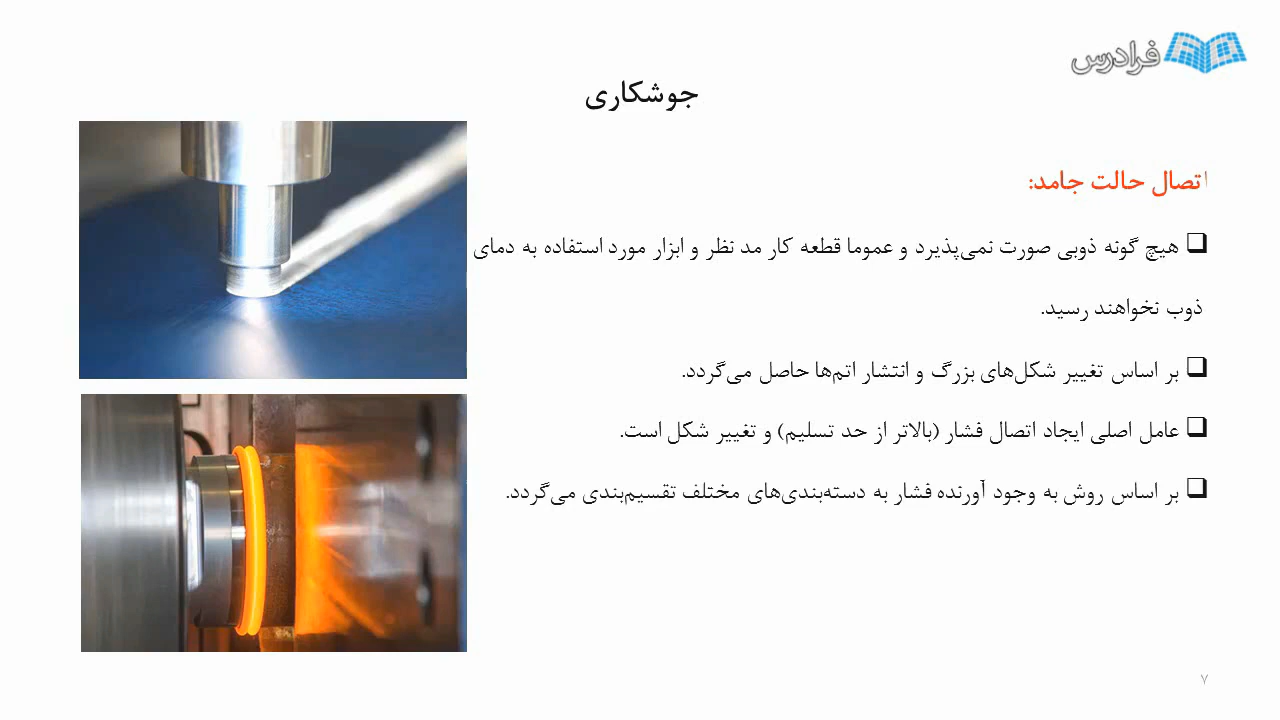 فرادرس
جوشکاری
اتصال حالت جامد:
❑ هیچ گونه ذوبی صورت نمی‌پذیرد و عموما قطعه کار مد نظر و ابزار مورد استفاده به دمای
ذوب نخواهند رسید.
❑ بر اساس تغییر شکل‌های بزرگ و انتشار اتم‌ها حاصل می‌گردد.
❑ عامل اصلی ایجاد اتصال فشار (بالاتر از حد تسلیم) و تغییر شکل است.
❑ بر اساس روش به وجود آورنده فشار به دسته‌بندی‌های مختلف تقسیم‌بندی می‌گردد.
۷